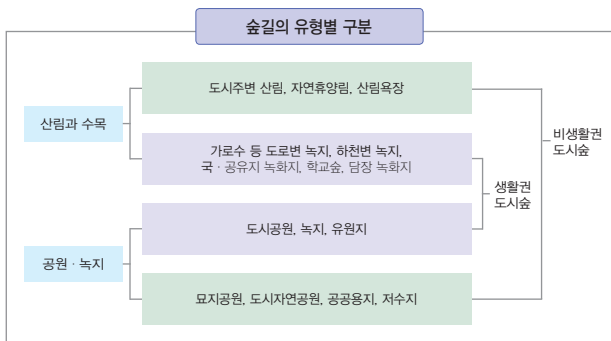 숲길의 유형별 구분
도시주변 산림, 자연휴양림, 산림욕장
산림과 수목
가로수 등 도로변 녹지, 하천변 녹지,
국·공유지 녹화지, 학교숲, 담장 녹화지
비생활권
도시숲
생활권
도시숲
도시공원, 녹지, 유원지
공원·녹지
묘지공원, 도시자연공원, 공공용지, 저수지